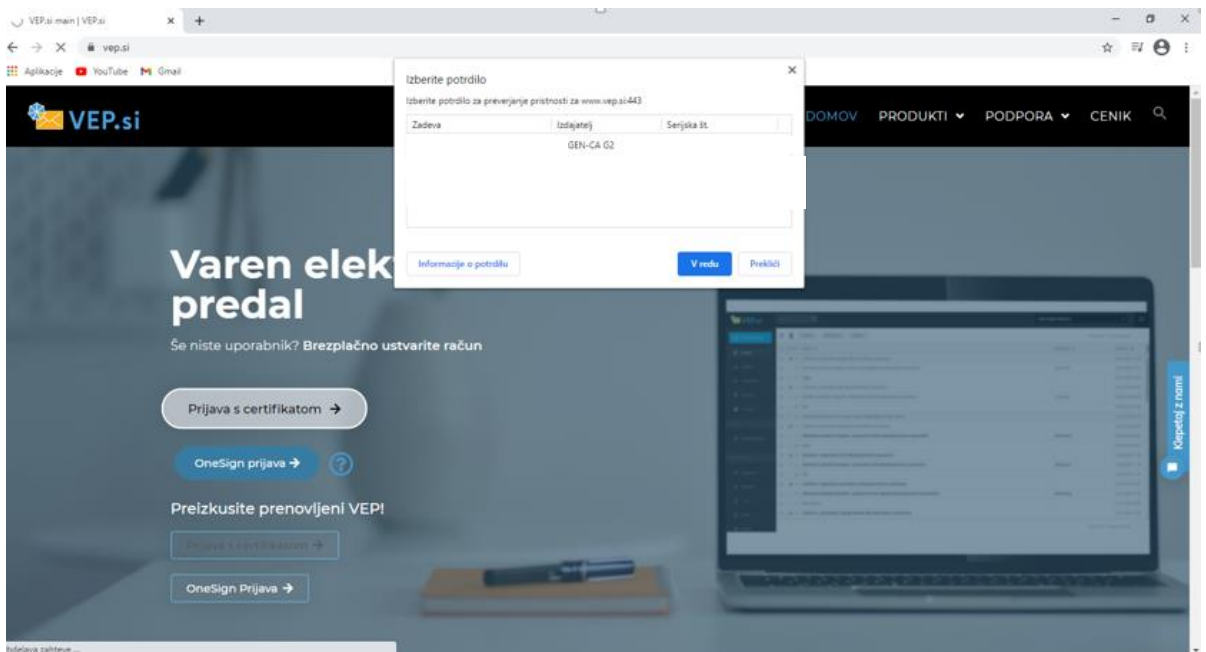 VEP.si main | VEP.si
vep.si
Aplikacije YouTube Gmail
Izberite potrdilo
Izberite potrdilo za preverjanje pristnosti za www.vep.si:443
Zadeva Izdajatelj Serijska št.
GEN-CA G2
Informacije o potrdilu V redu Prekliči
VEP.si
DOMOV PRODUKTI PODPORA CENIK
Varen elek
predal
Še niste uporabnik? Brezplačno ustvarite račun
Prijava s certifikatom →
OneSign prijava → ?
Preizkusite prenovljeni VEP!
Prijava s certifikatom →
OneSign Prijava →
Klepetaj z nami